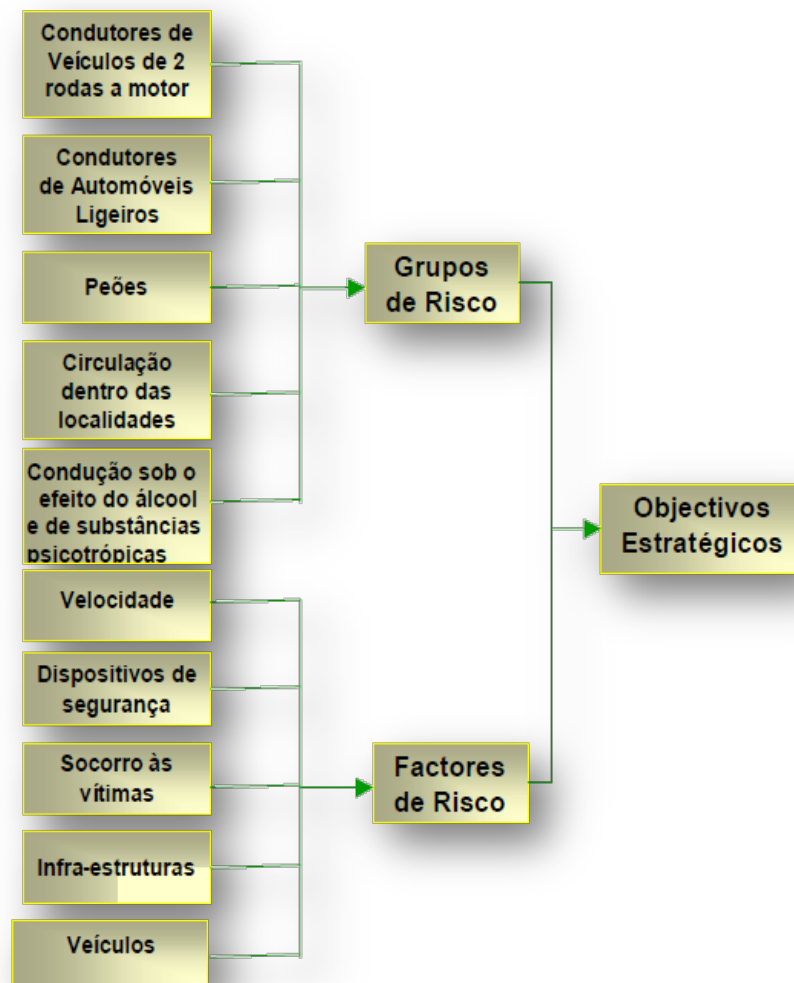 Condutores de
Veículos de 2
rodas a motor
Condutores
de Automóveis
Ligeiros
Peões
Circulação
dentro das
localidades
Condução sob o
efeito do álcool
e de substâncias
psicotrópicas
Velocidade
Dispositivos de
segurança
Socorro às
vítimas
Infra-estruturas
Veículos
Grupos
de Risco
Factores
de Risco
Objectivos
Estratégicos